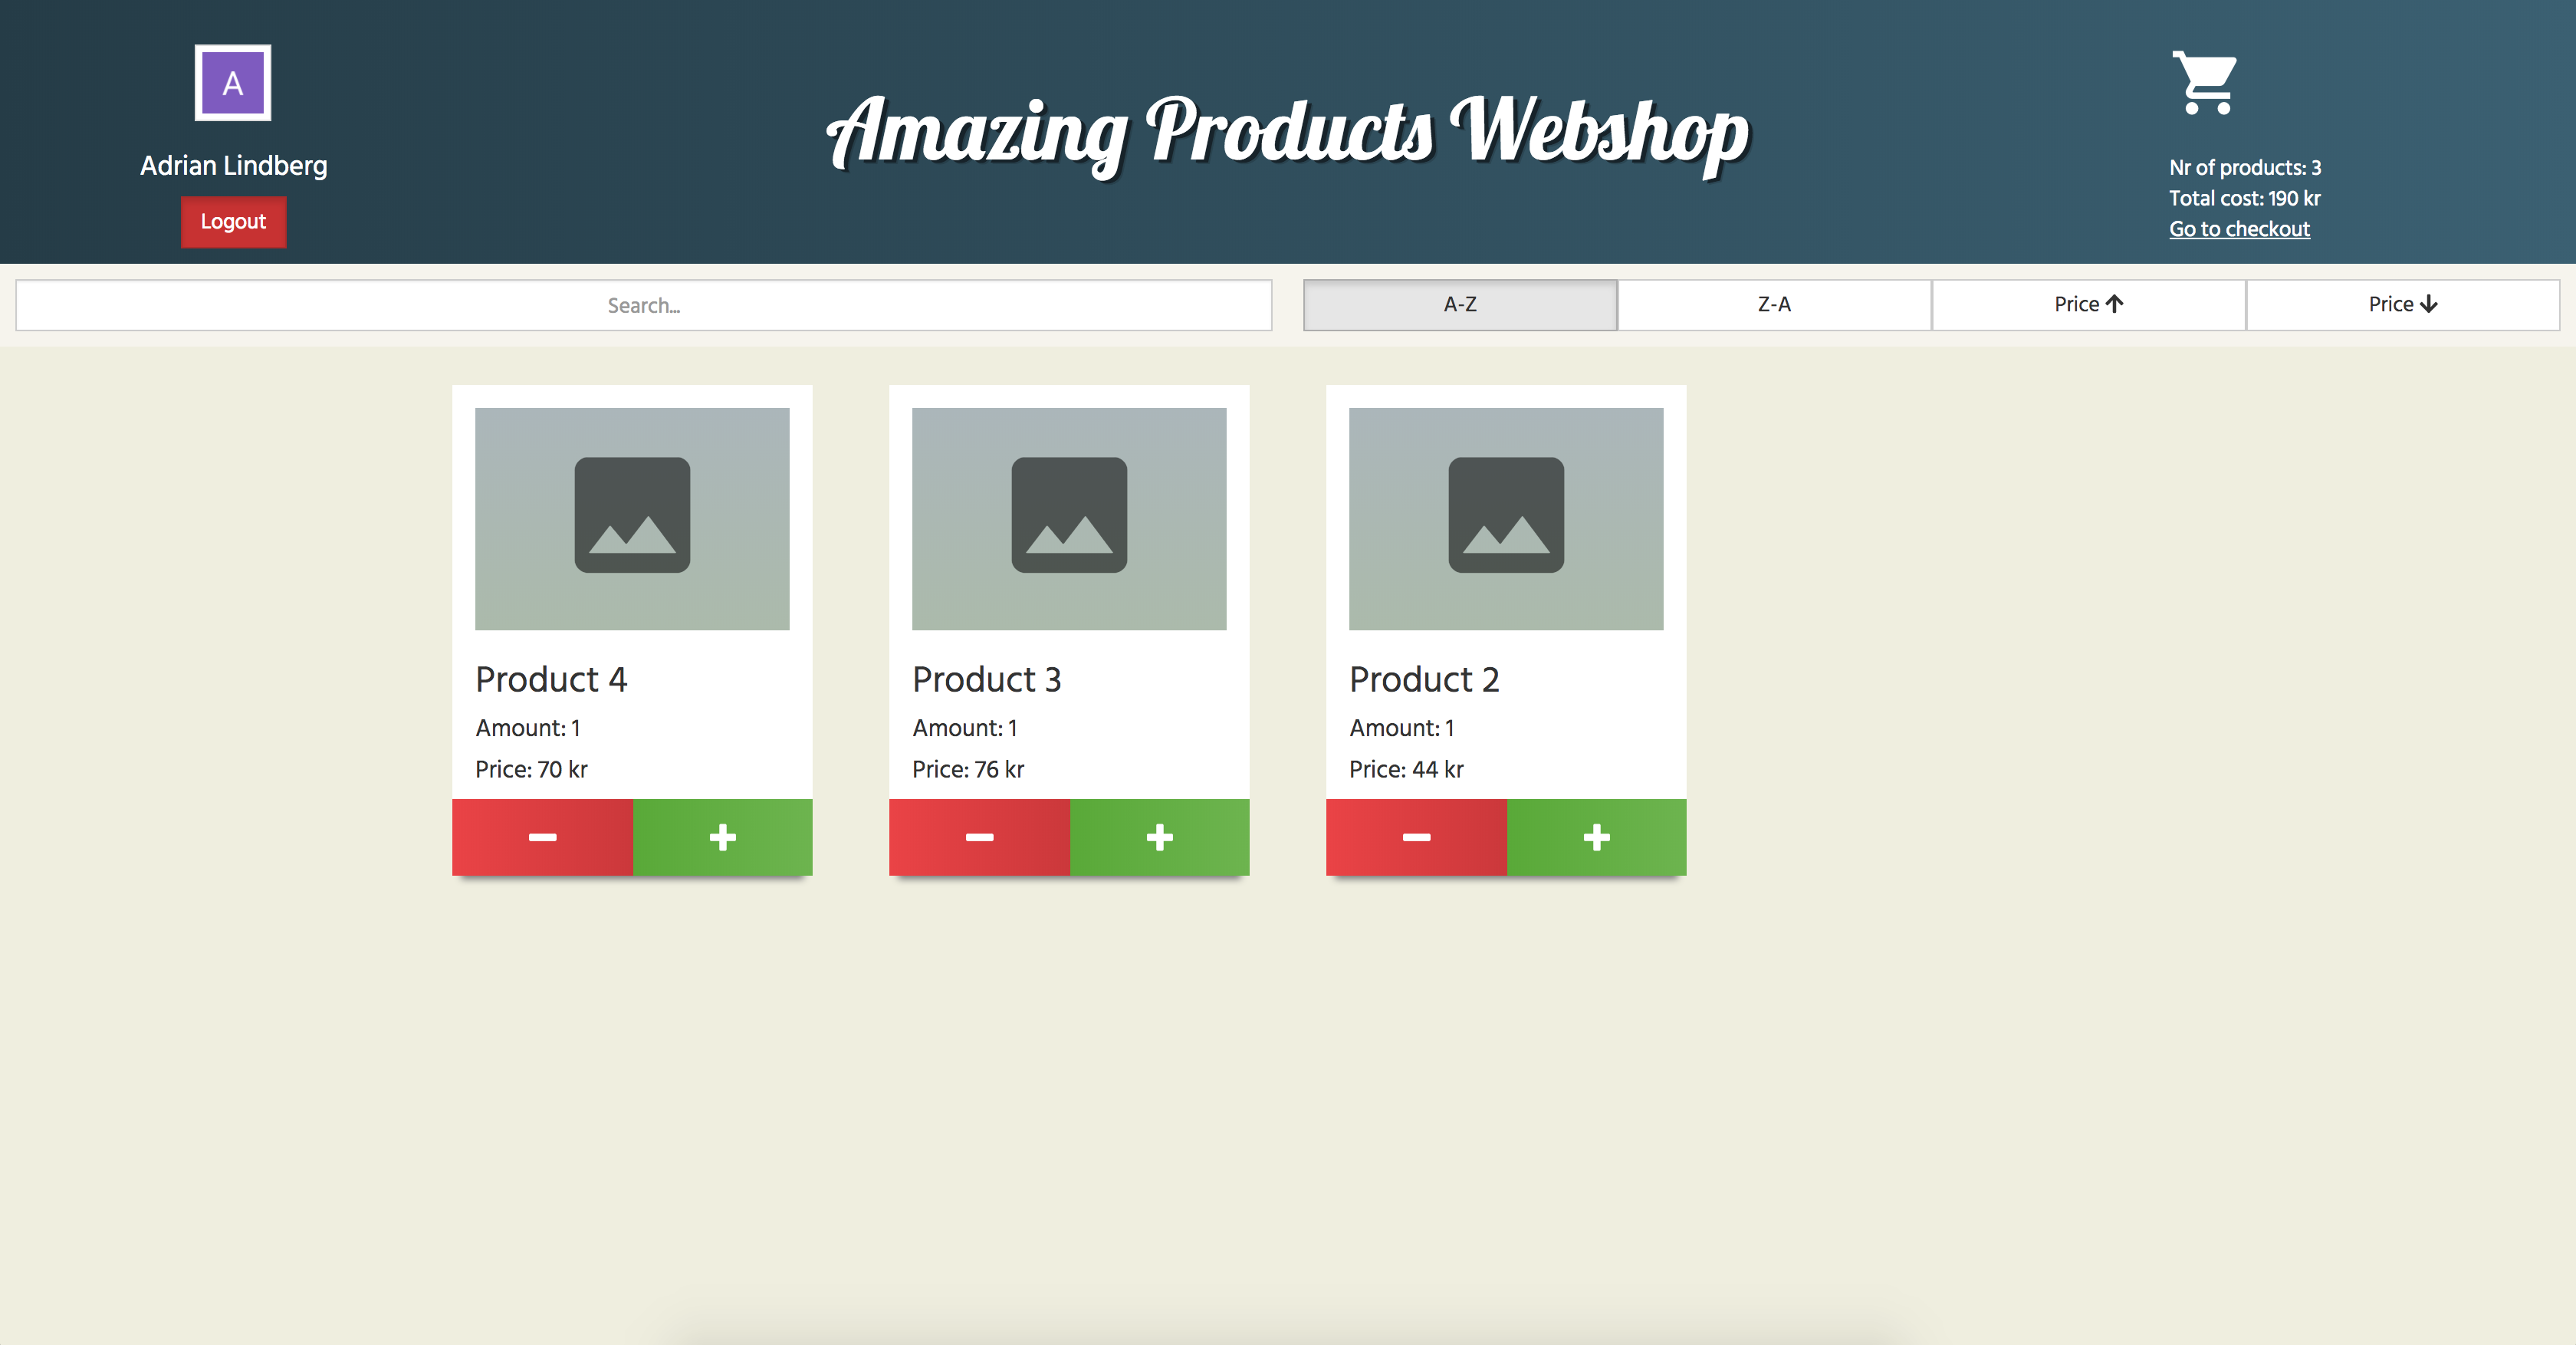 A
Adrian Lindberg
Logout
Amazing Products Webshop
Nr of products: 3
Total cost: 190 kr
Go to checkout
Search...
A-Z
Z-A
Price
Price
Product 4
Amount: 1
Price: 70 kr
Product 3
Amount: 1
Price: 76 kr
Product 2
Amount: 1
Price: 44 kr